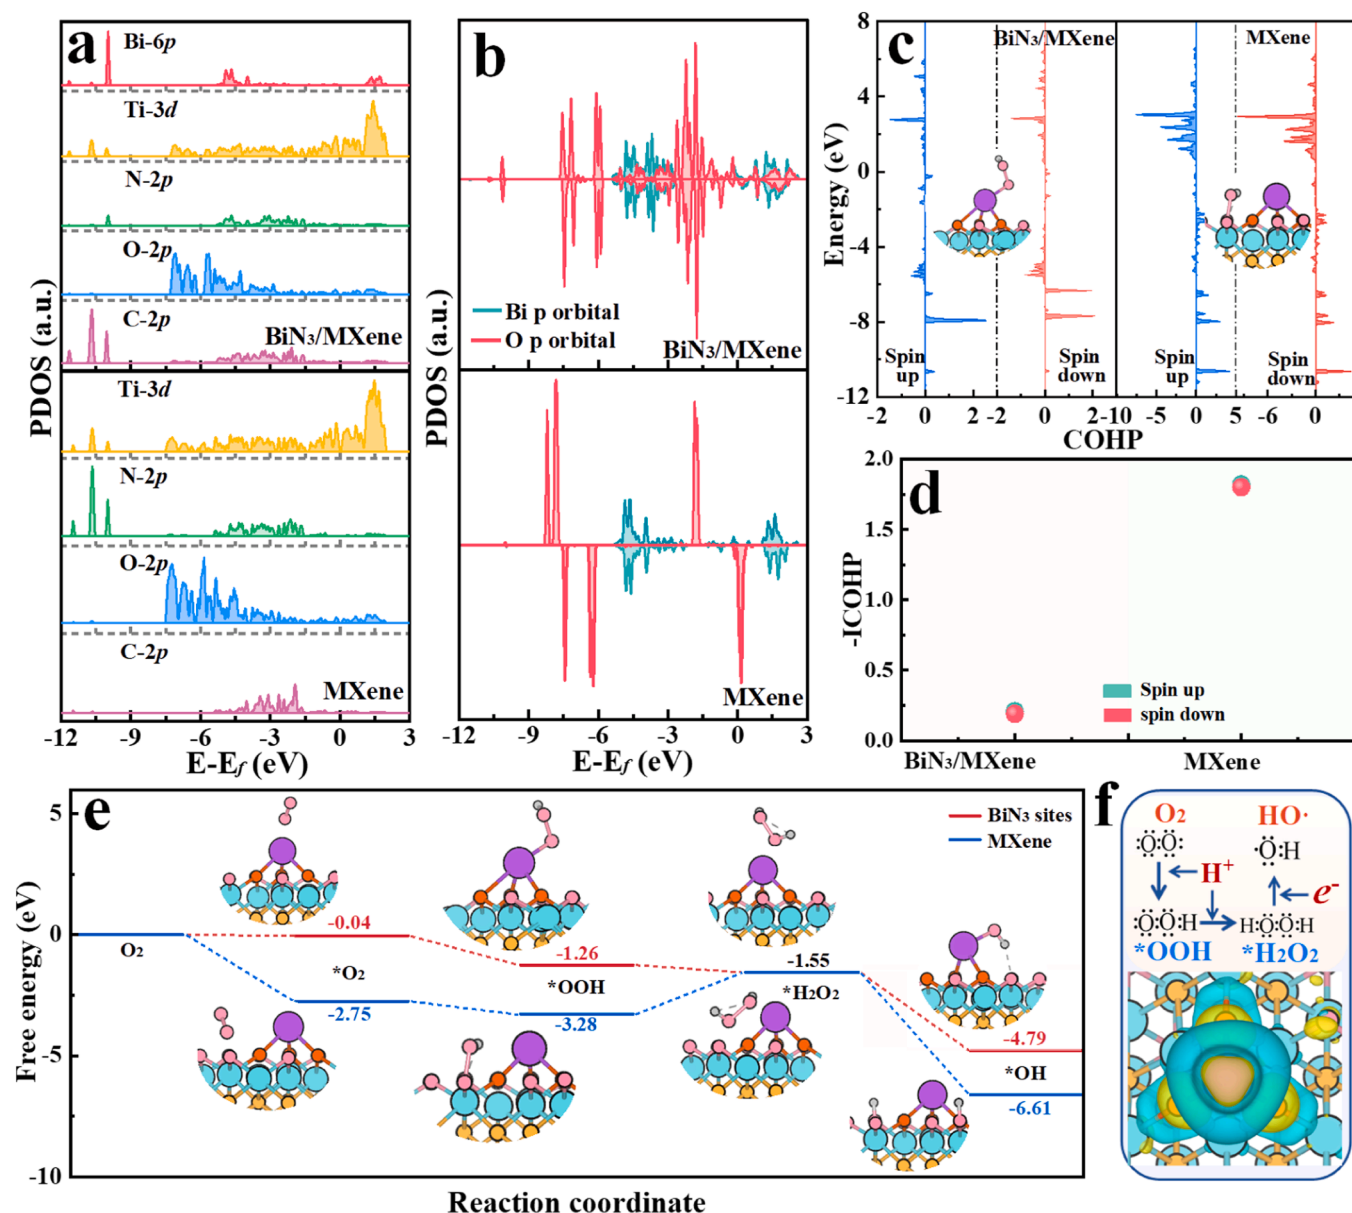 a
Bi-6p
Ti-3d
N-2p
O-2p
C-2p
BiN₃/MXene
Ti-3d
N-2p
O-2p
C-2p
MXene
PDOS (a.u.)
PDOS (a.u.)
-12 -9 -6 -3 0 3
E-Ef (eV)
b
Bi p orbital
O p orbital
BiN₃/MXene
MXene
PDOS (a.u.)
PDOS (a.u.)
-12 -9 -6 -3 0 3
E-Ef (eV)
c
BiN₃/MXene
MXene
Energy (eV)
8
4
0
-4
-8
-12
Spin up
Spin down
Spin up
Spin down
-2 0 2 -2 0 2 -10 -5 0 5 -6 0
COHP
d
-ICOHP
2.0
1.5
1.0
0.5
0.0
Spin up
spin down
BiN₃/MXene
MXene
e
BiN₃ sites
MXene
Free energy (eV)
5
0
-5
-10
O₂
-0.04
*O₂
-2.75
-1.26
*OOH
-3.28
-1.55
*H₂O₂
-4.79
*OH
-6.61
Reaction coordinate
f
O₂ HO·
:Ö:Ö: ·Ö:H
H⁺
e⁻
:Ö:Ö:H H:Ö:Ö:H
*OOH *H₂O₂